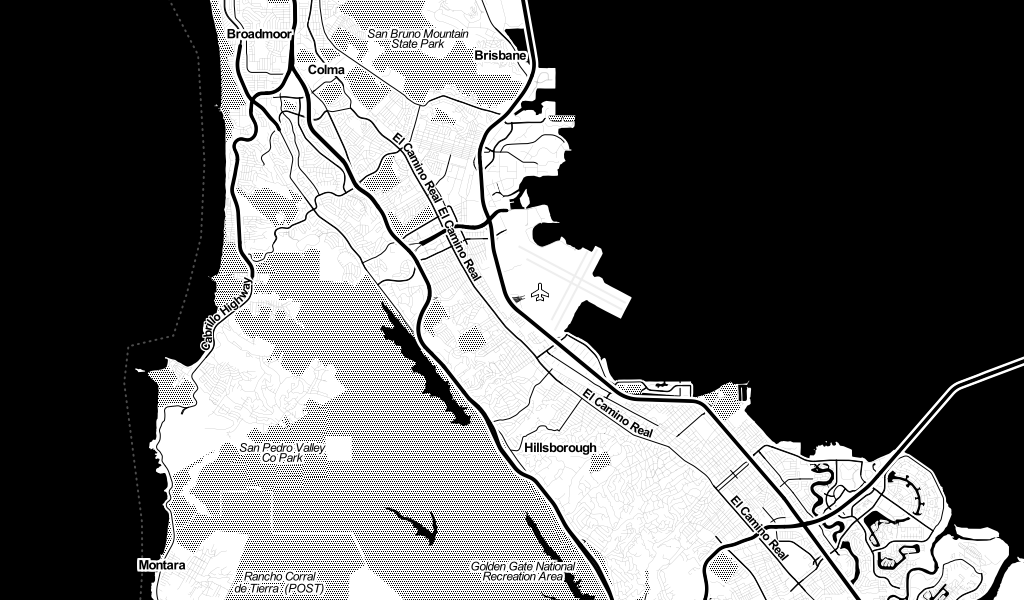 Broadmoor
San Bruno Mountain
State Park
Brisbane
Colma
El Camino Real
El Camino Real
Cabrillo Highway
El Camino Real
San Pedro Valley
Co Park
Hillsborough
El Camino Real
Montara
Golden Gate National
Recreation Area
Rancho Corral
de Tierra (POST)